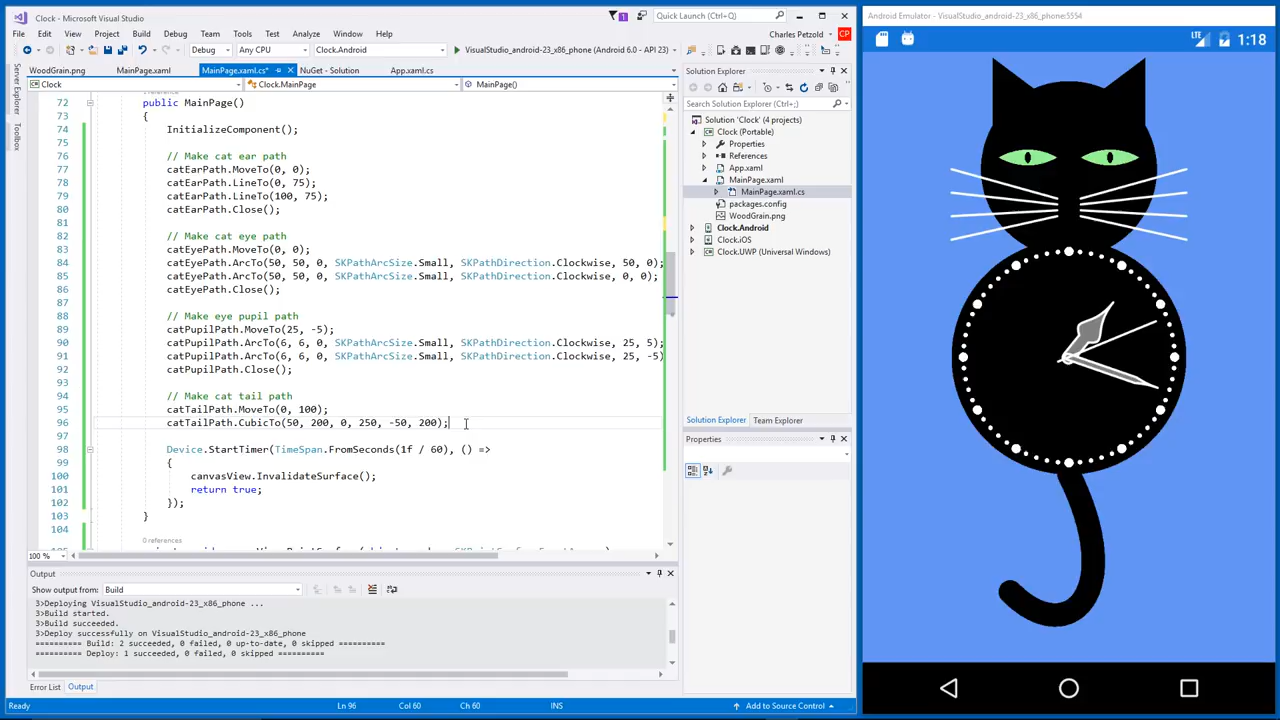 Clock - Microsoft Visual Studio
1
Quick Launch (Ctrl+Q)
File Edit View Project Build Debug Team Tools Test Analyze Window Help
Charles Petzold CP
Debug Any CPU Clock.Android VisualStudio_android-23_x86_phone (Android 6.0 - API 23)
WoodGrain.png MainPage.xaml MainPage.xaml.cs* NuGet - Solution App.xaml.cs
Clock Clock.MainPage MainPage()
Server Explorer
Toolbox
72 public MainPage()
73 {
74 InitializeComponent();
75
76 // Make cat ear path
77 catEarPath.MoveTo(0, 0);
78 catEarPath.LineTo(0, 75);
79 catEarPath.LineTo(100, 75);
80 catEarPath.Close();
81
82 // Make cat eye path
83 catEyePath.MoveTo(0, 0);
84 catEyePath.ArcTo(50, 50, 0, SKPathArcSize.Small, SKPathDirection.Clockwise, 50, 0);
85 catEyePath.ArcTo(50, 50, 0, SKPathArcSize.Small, SKPathDirection.Clockwise, 0, 0);
86 catEyePath.Close();
87
88 // Make eye pupil path
89 catPupilPath.MoveTo(25, -5);
90 catPupilPath.ArcTo(6, 6, 0, SKPathArcSize.Small, SKPathDirection.Clockwise, 25, 5);
91 catPupilPath.ArcTo(6, 6, 0, SKPathArcSize.Small, SKPathDirection.Clockwise, 25, -5)
92 catPupilPath.Close();
93
94 // Make cat tail path
95 catTailPath.MoveTo(0, 100);
96 catTailPath.CubicTo(50, 200, 0, 250, -50, 200);
97
98 Device.StartTimer(TimeSpan.FromSeconds(1f / 60), () =>
99 {
100 canvasView.InvalidateSurface();
101 return true;
102 });
103 }
104
0 references
100 %
Output
Show output from: Build
3>Deploying VisualStudio_android-23_x86_phone ...
3>Build started.
3>Build succeeded.
3>Deploy successfully on VisualStudio_android-23_x86_phone
========== Build: 2 succeeded, 0 failed, 0 up-to-date, 0 skipped ==========
========== Deploy: 1 succeeded, 0 failed, 0 skipped ==========
Error List Output
Ready Ln 96 Col 60 Ch 60 INS Add to Source Control
Solution Explorer
Search Solution Explorer (Ctrl+;)
Solution 'Clock' (4 projects)
Clock (Portable)
Properties
References
App.xaml
MainPage.xaml
MainPage.xaml.cs
packages.config
WoodGrain.png
Clock.Android
Clock.iOS
Clock.UWP (Universal Windows)
Solution Explorer Team Explorer
Properties
Android Emulator - VisualStudio_android-23_x86_phone:5554
LTE 1:18